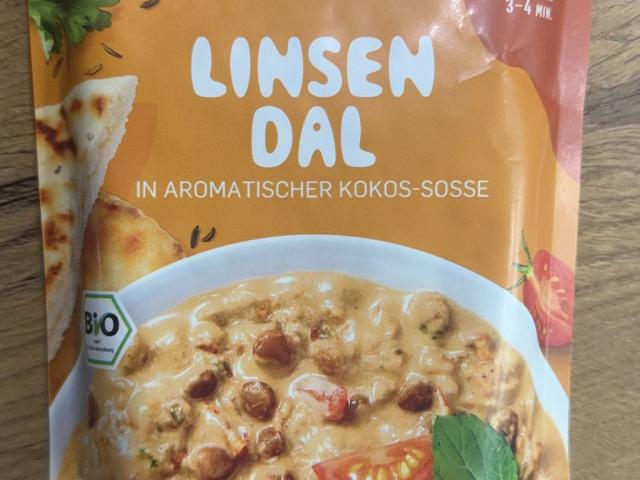 3-4 MIN.
LINSEN
DAL
IN AROMATISCHER KOKOS-SOSSE
BiO